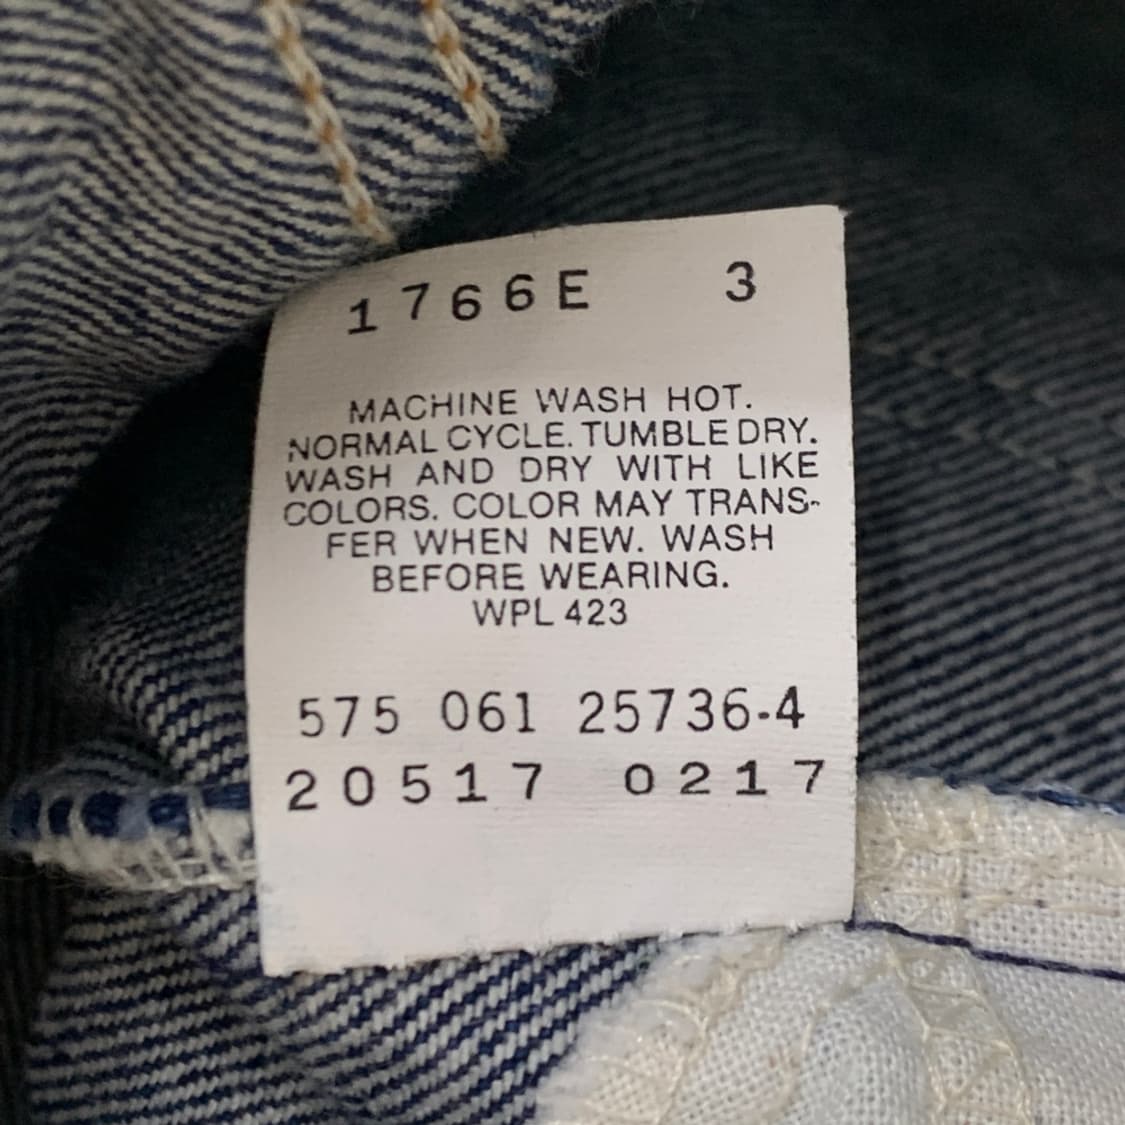 1766E 3
MACHINE WASH HOT.
NORMAL CYCLE. TUMBLE DRY.
WASH AND DRY WITH LIKE
COLORS. COLOR MAY TRANS-
FER WHEN NEW. WASH
BEFORE WEARING.
WPL 423
575 061 25736-4
20517 0217